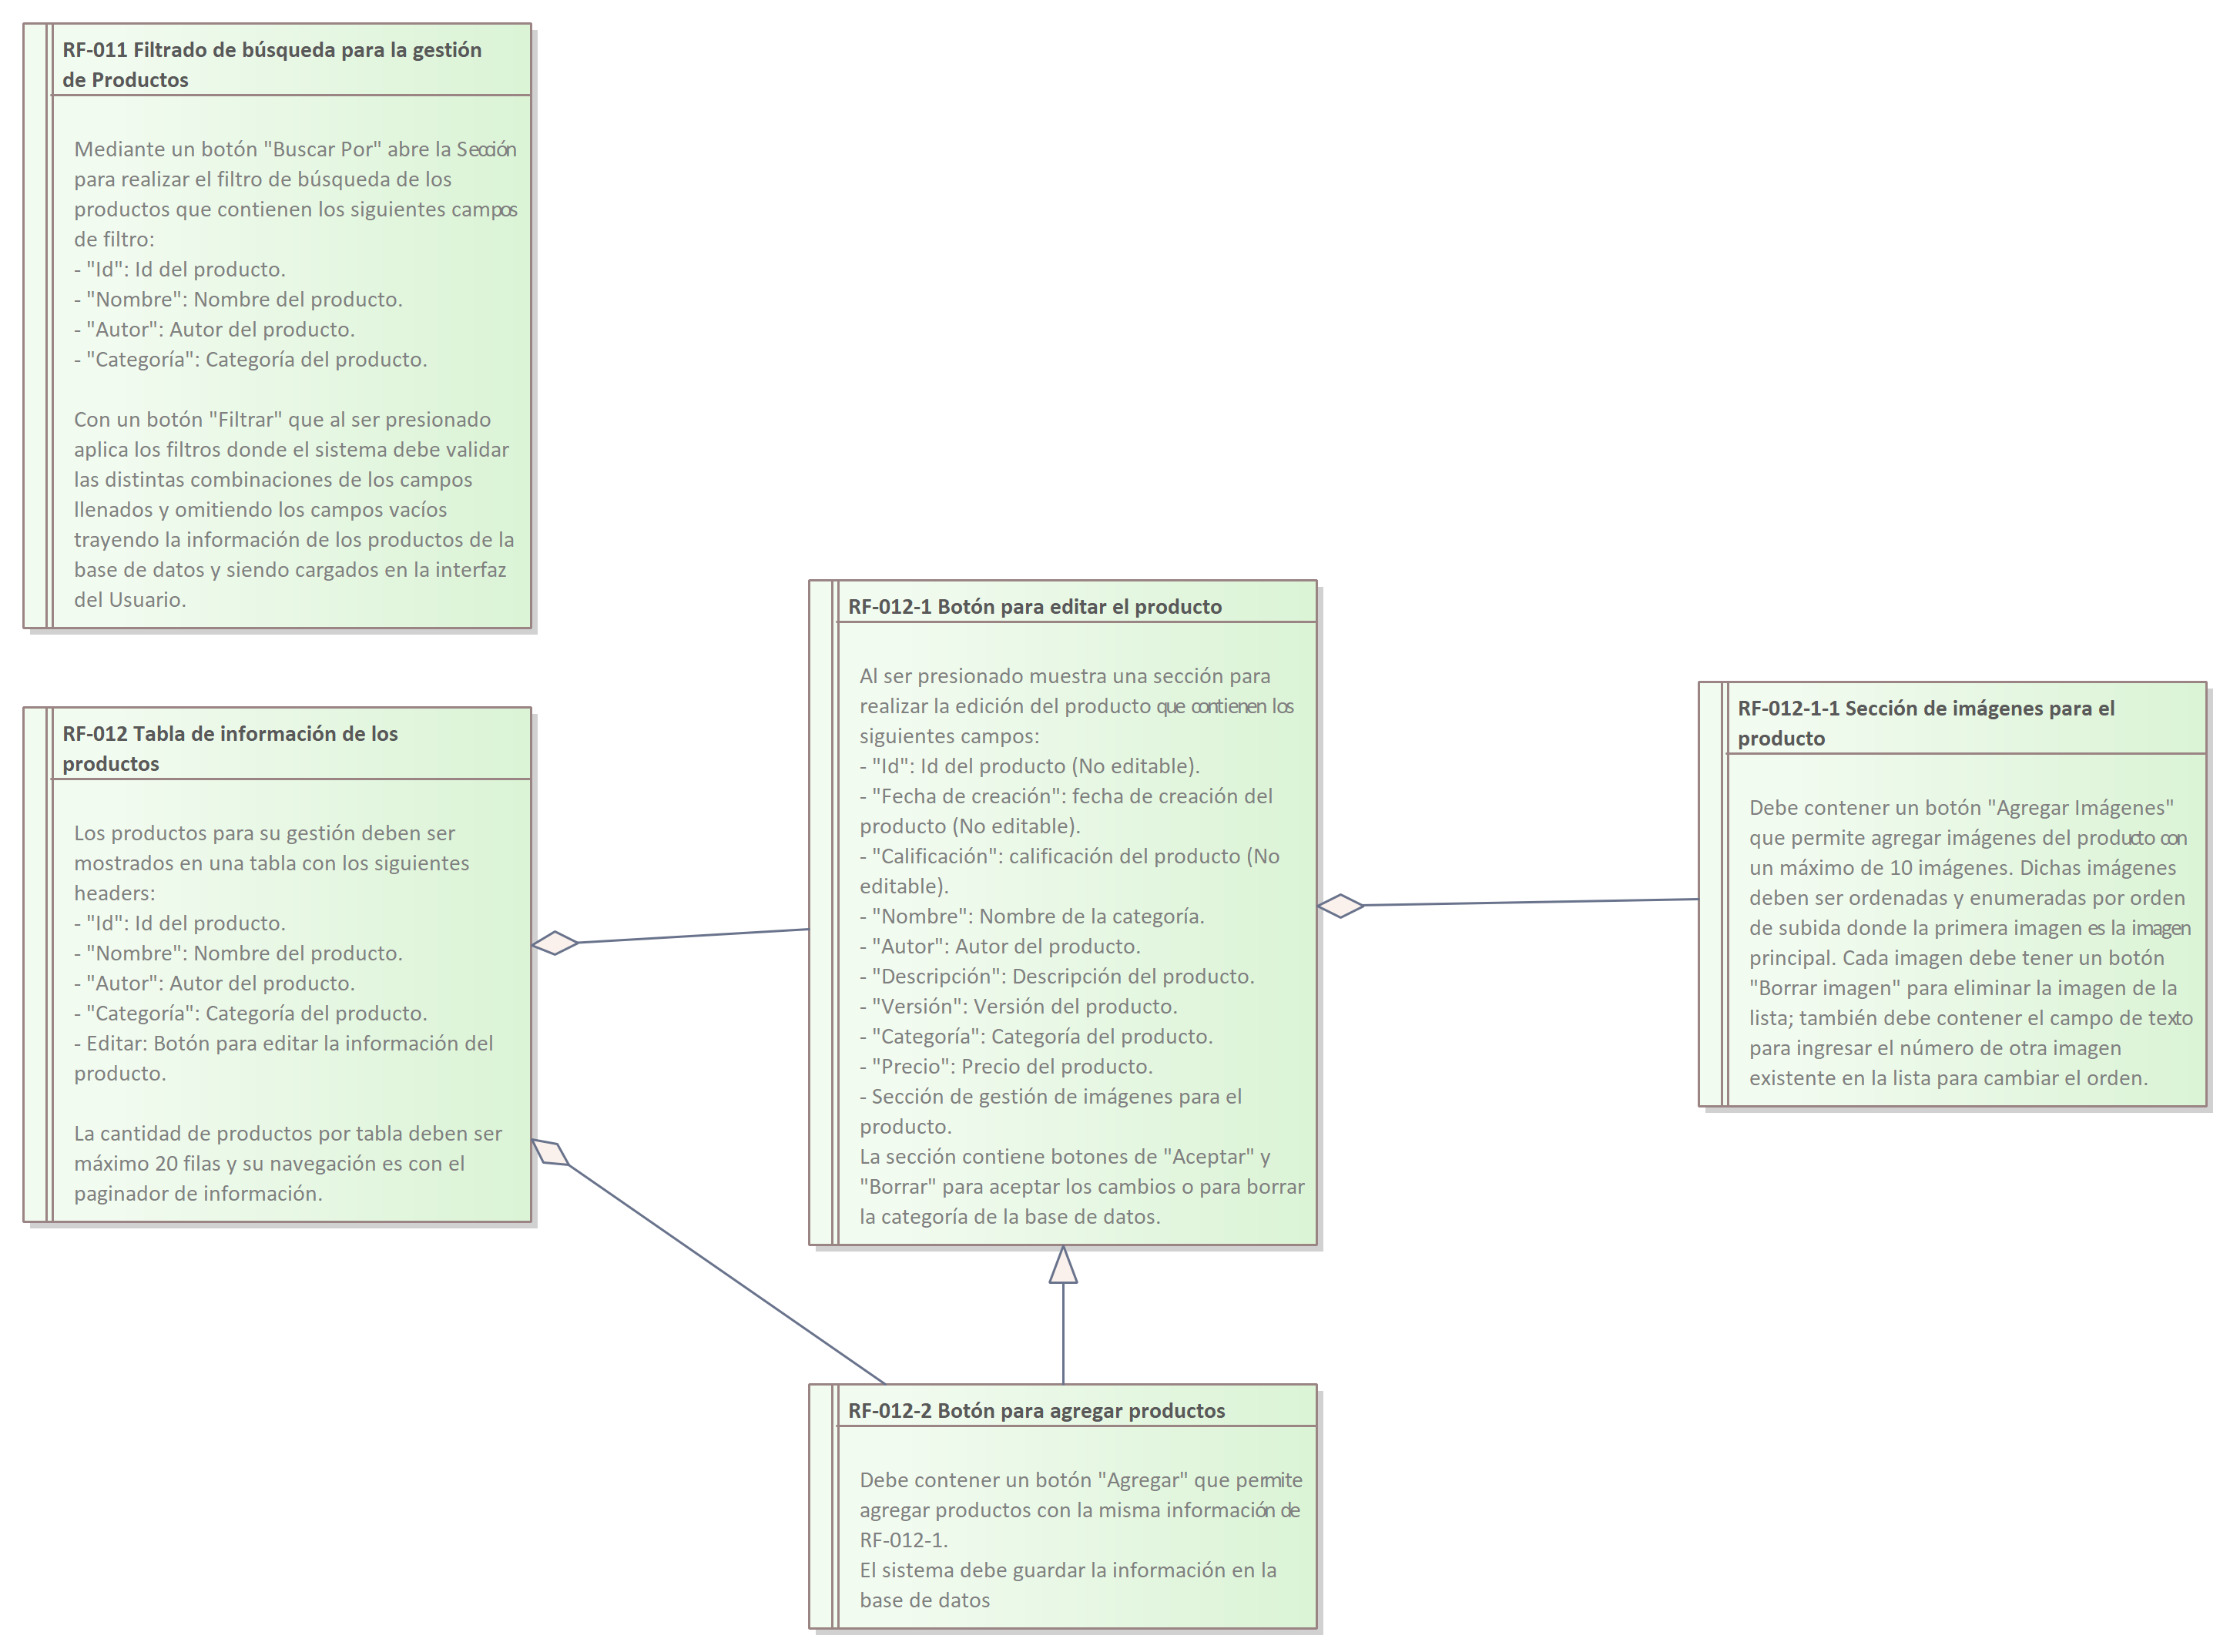 RF-011 Filtrado de búsqueda para la gestión
de Productos
Mediante un botón "Buscar Por" abre la Sección
para realizar el filtro de búsqueda de los
productos que contienen los siguientes campos
de filtro:
- "Id": Id del producto.
- "Nombre": Nombre del producto.
- "Autor": Autor del producto.
- "Categoría": Categoría del producto.
Con un botón "Filtrar" que al ser presionado
aplica los filtros donde el sistema debe validar
las distintas combinaciones de los campos
llenados y omitiendo los campos vacíos
trayendo la información de los productos de la
base de datos y siendo cargados en la interfaz
del Usuario.
RF-012 Tabla de información de los
productos
Los productos para su gestión deben ser
mostrados en una tabla con los siguientes
headers:
- "Id": Id del producto.
- "Nombre": Nombre del producto.
- "Autor": Autor del producto.
- "Categoría": Categoría del producto.
- Editar: Botón para editar la información del
producto.
La cantidad de productos por tabla deben ser
máximo 20 filas y su navegación es con el
paginador de información.
RF-012-1 Botón para editar el producto
Al ser presionado muestra una sección para
realizar la edición del producto que contienen los
siguientes campos:
- "Id": Id del producto (No editable).
- "Fecha de creación": fecha de creación del
producto (No editable).
- "Calificación": calificación del producto (No
editable).
- "Nombre": Nombre de la categoría.
- "Autor": Autor del producto.
- "Descripción": Descripción del producto.
- "Versión": Versión del producto.
- "Categoría": Categoría del producto.
- "Precio": Precio del producto.
- Sección de gestión de imágenes para el
producto.
La sección contiene botones de "Aceptar" y
"Borrar" para aceptar los cambios o para borrar
la categoría de la base de datos.
RF-012-1-1 Sección de imágenes para el
producto
Debe contener un botón "Agregar Imágenes"
que permite agregar imágenes del producto con
un máximo de 10 imágenes. Dichas imágenes
deben ser ordenadas y enumeradas por orden
de subida donde la primera imagen es la imagen
principal. Cada imagen debe tener un botón
"Borrar imagen" para eliminar la imagen de la
lista; también debe contener el campo de texto
para ingresar el número de otra imagen
existente en la lista para cambiar el orden.
RF-012-2 Botón para agregar productos
Debe contener un botón "Agregar" que permite
agregar productos con la misma información de
RF-012-1.
El sistema debe guardar la información en la
base de datos